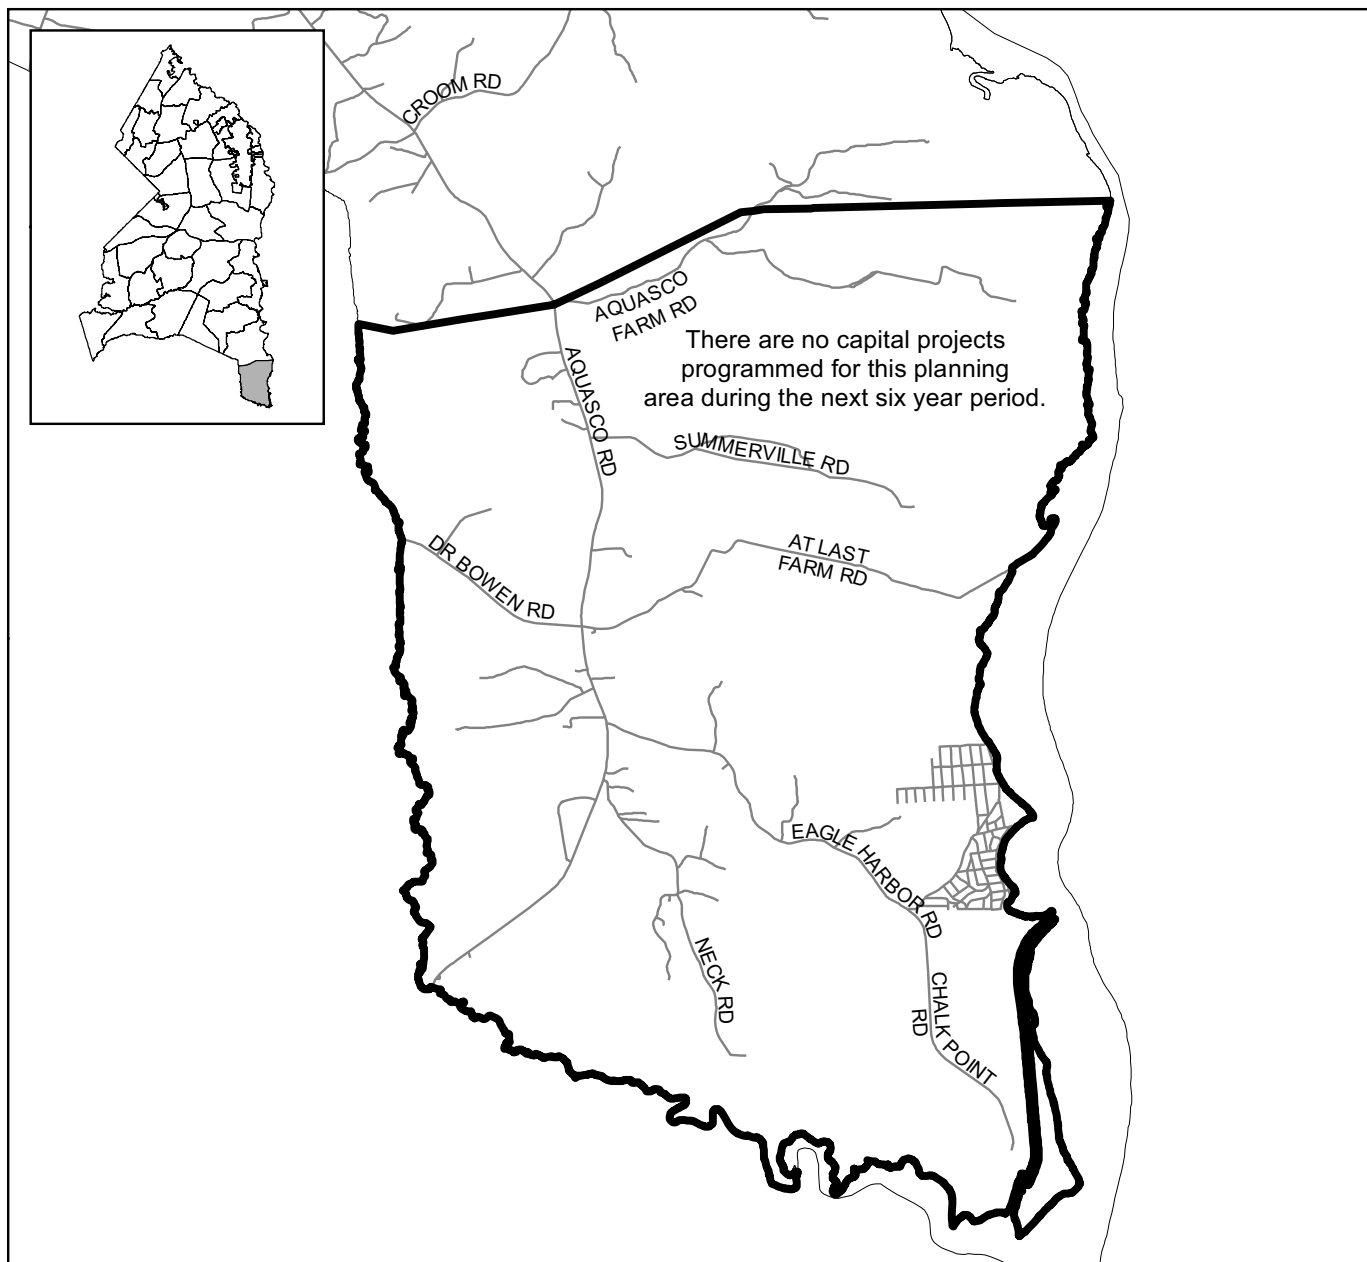 CROOM RD
AQUASCO
FARM RD
There are no capital projects
programmed for this planning
area during the next six year period.
AQUASCO RD
SUMMERVILLE RD
AT LAST
FARM RD
DR BOWEN RD
EAGLE HARBOR RD
NECK RD
CHALK POINT
RD